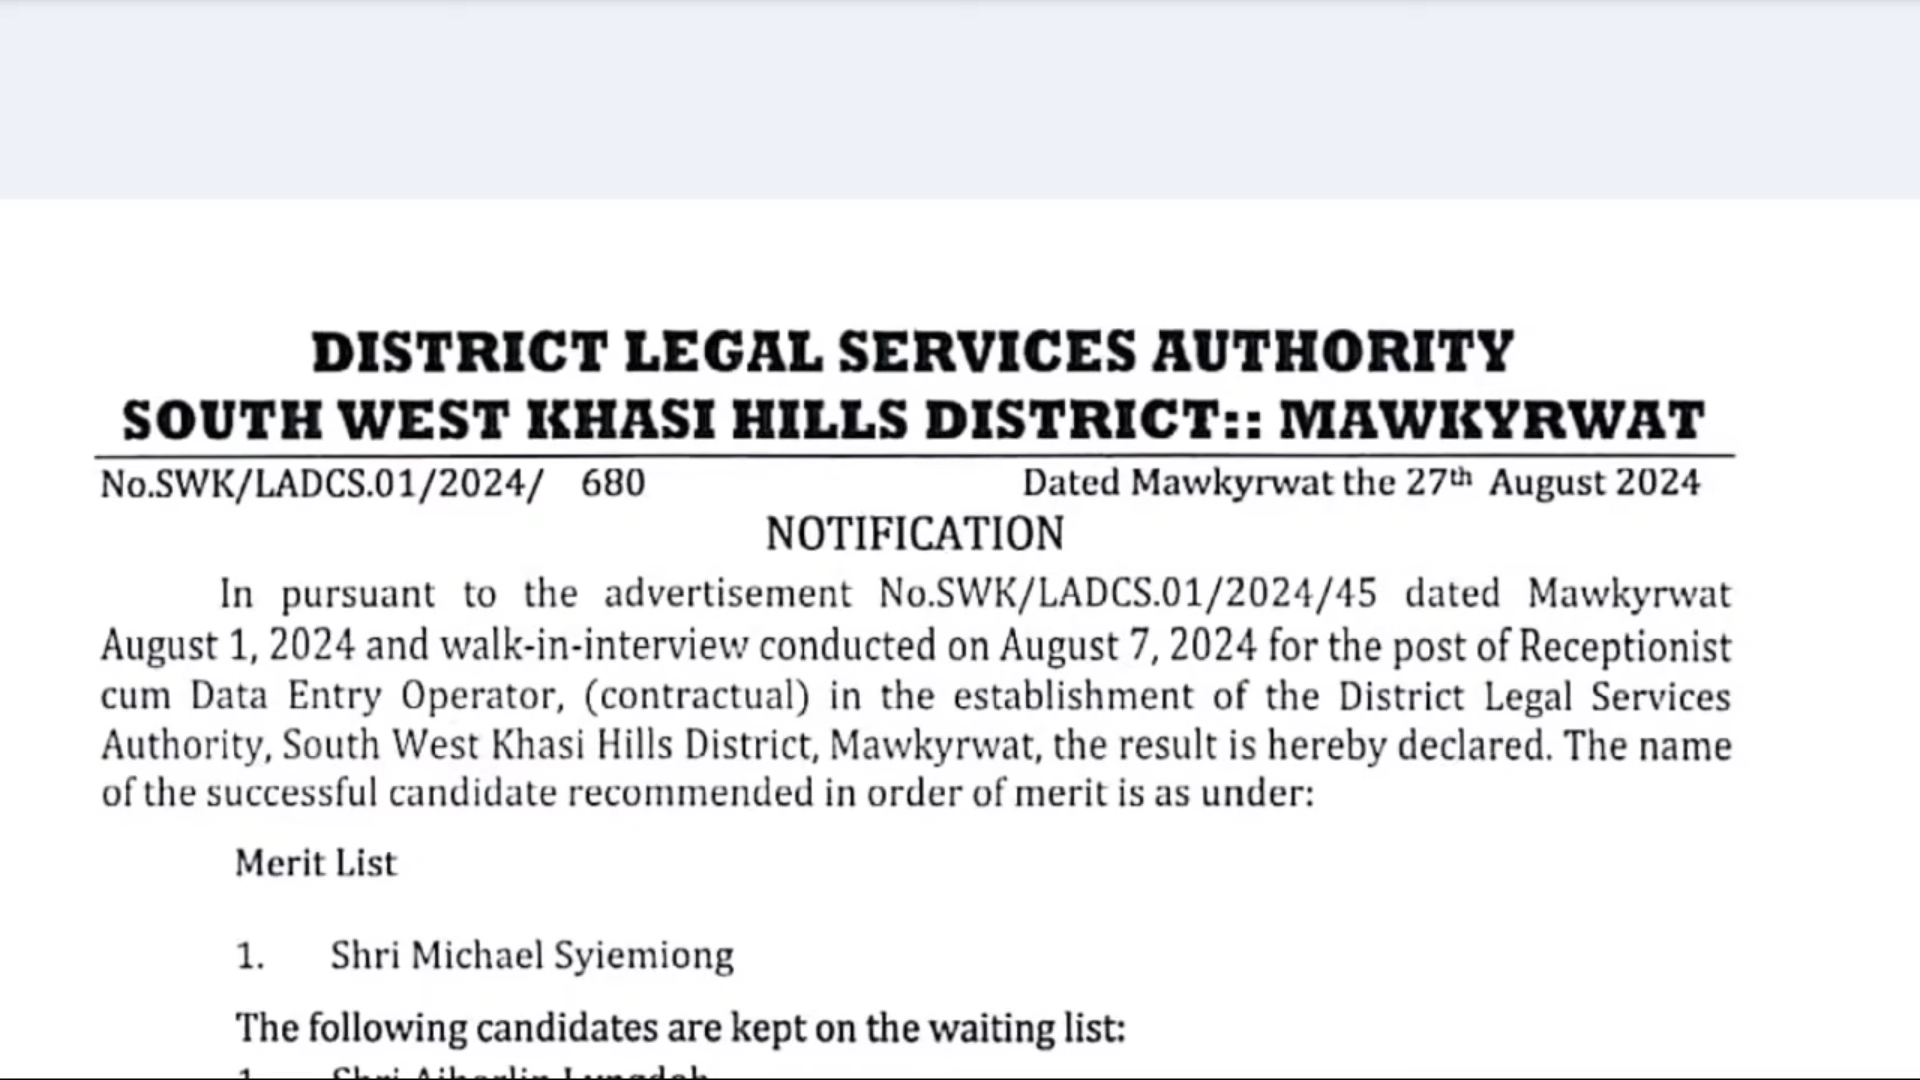 DISTRICT LEGAL SERVICES AUTHORITY
SOUTH WEST KHASI HILLS DISTRICT:: MAWKYRWAT
No.SWK/LADCS.01/2024/ 680 Dated Mawkyrwat the 27th August 2024
NOTIFICATION
In pursuant to the advertisement No.SWK/LADCS.01/2024/45 dated Mawkyrwat
August 1, 2024 and walk-in-interview conducted on August 7, 2024 for the post of Receptionist
cum Data Entry Operator, (contractual) in the establishment of the District Legal Services
Authority, South West Khasi Hills District, Mawkyrwat, the result is hereby declared. The name
of the successful candidate recommended in order of merit is as under:
Merit List
1. Shri Michael Syiemiong
The following candidates are kept on the waiting list:
1. Shri